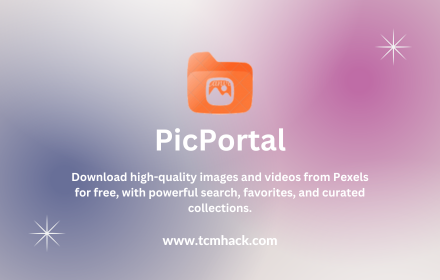 PicPortal
Download high-quality images and videos from Pexels
for free, with powerful search, favorites, and curated
collections.
www.tcmhack.com